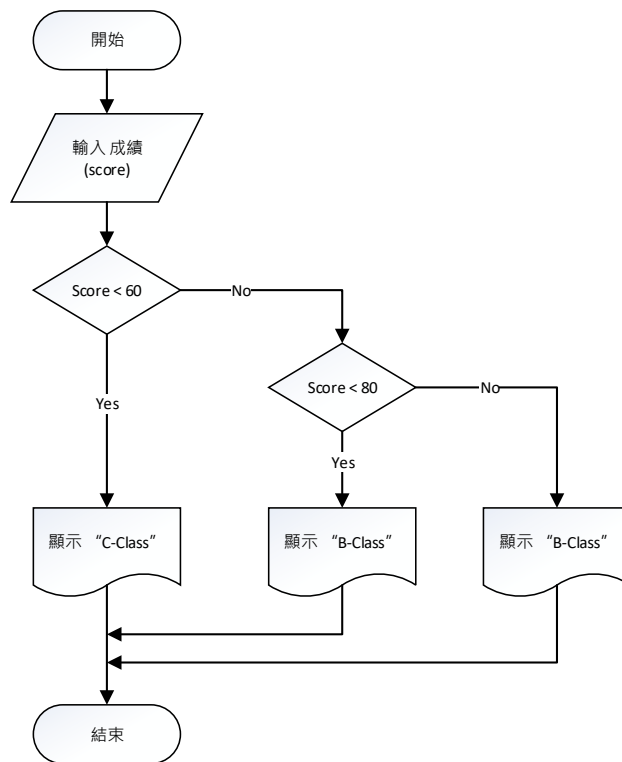 開始
輸入 成績
(score)
Score < 60
No
Score < 80
No
Yes
Yes
顯示 “C-Class”
顯示 “B-Class”
顯示 “B-Class”
結束